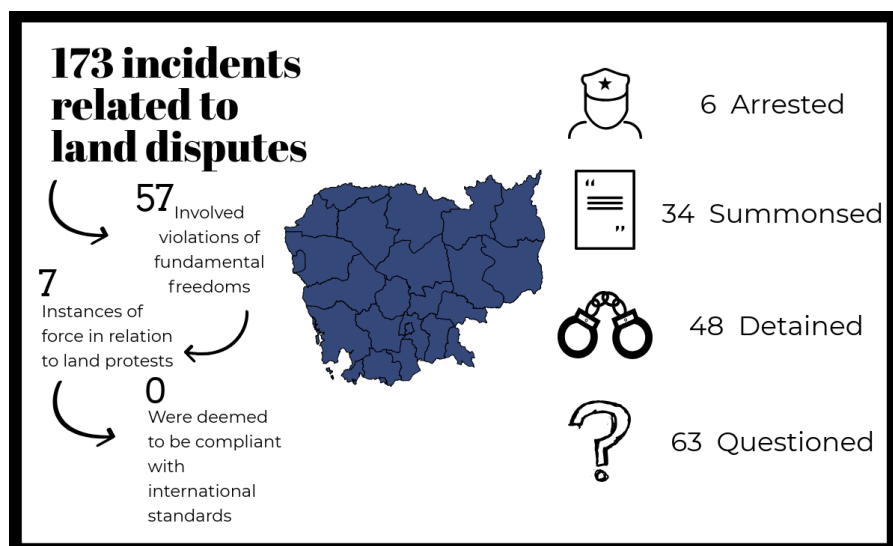 173 incidents
related to
land disputes
57 Involved
violations of
fundamental
freedoms
7
Instances of
force in relation
to land protests
0
Were deemed
to be compliant
with
international
standards
6 Arrested
“
”
34 Summonsed
48 Detained
?
63 Questioned